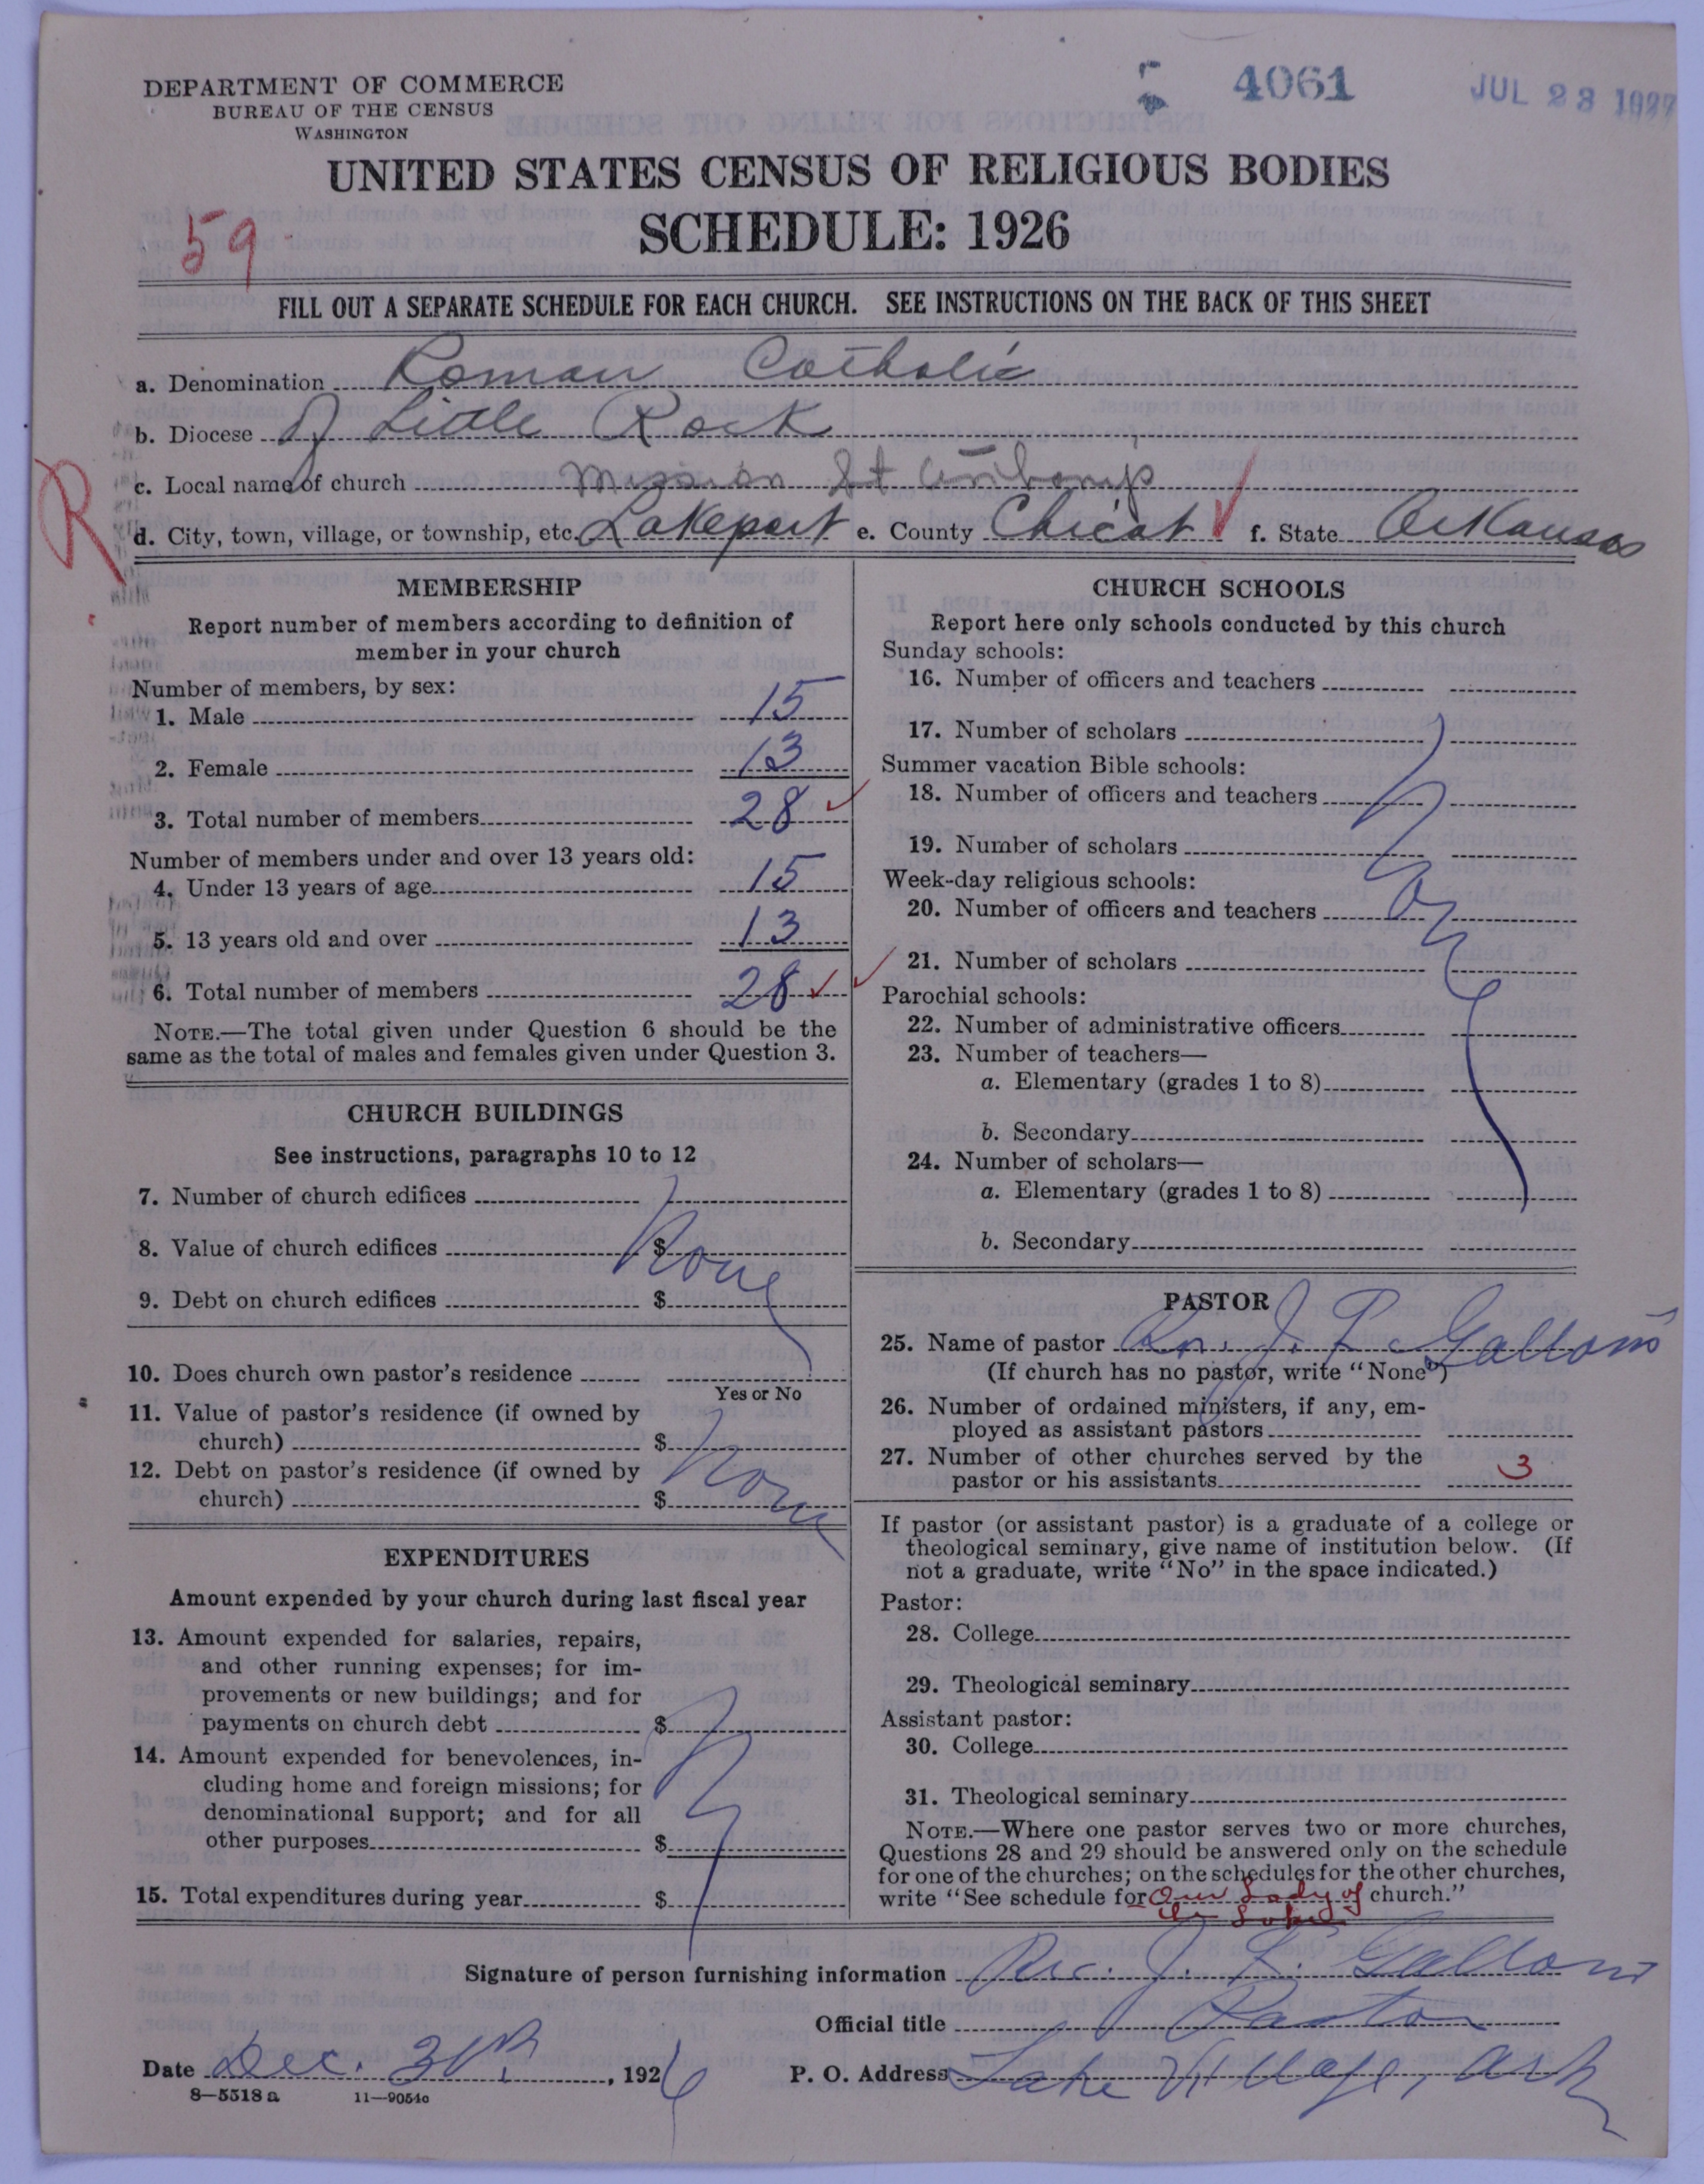 DEPARTMENT OF COMMERCE
BUREAU OF THE CENSUS
WASHINGTON
4061
JUL 23 1927
UNITED STATES CENSUS OF RELIGIOUS BODIES
SCHEDULE: 1926
59
FILL OUT A SEPARATE SCHEDULE FOR EACH CHURCH. SEE INSTRUCTIONS ON THE BACK OF THIS SHEET
a. Denomination Roman Catholic
b. Diocese of Little Rock
c. Local name of church Mission St Anthony's
R
d. City, town, village, or township, etc. Lakeport e. County Chicot f. State Arkansas
MEMBERSHIP
Report number of members according to definition of
member in your church
Number of members, by sex:
1. Male 15
2. Female 13
3. Total number of members 28
Number of members under and over 13 years old:
4. Under 13 years of age 15
5. 13 years old and over 13
6. Total number of members 28
NOTE.—The total given under Question 6 should be the
same as the total of males and females given under Question 3.
CHURCH BUILDINGS
See instructions, paragraphs 10 to 12
7. Number of church edifices
8. Value of church edifices $ None
9. Debt on church edifices $
10. Does church own pastor's residence
Yes or No
11. Value of pastor's residence (if owned by
church) $
12. Debt on pastor's residence (if owned by
church) $ None
EXPENDITURES
Amount expended by your church during last fiscal year
13. Amount expended for salaries, repairs,
and other running expenses; for im-
provements or new buildings; and for
payments on church debt $
14. Amount expended for benevolences, in-
cluding home and foreign missions; for
denominational support; and for all
other purposes $
15. Total expenditures during year $
CHURCH SCHOOLS
Report here only schools conducted by this church
Sunday schools:
16. Number of officers and teachers
17. Number of scholars
Summer vacation Bible schools:
18. Number of officers and teachers
19. Number of scholars
Week-day religious schools:
20. Number of officers and teachers
21. Number of scholars
Parochial schools:
22. Number of administrative officers
23. Number of teachers—
a. Elementary (grades 1 to 8)
b. Secondary
24. Number of scholars—
a. Elementary (grades 1 to 8)
b. Secondary
PASTOR
25. Name of pastor Rev. J. P. Galloni
(If church has no pastor, write "None")
26. Number of ordained ministers, if any, em-
ployed as assistant pastors
27. Number of other churches served by the
pastor or his assistants 3
If pastor (or assistant pastor) is a graduate of a college or
theological seminary, give name of institution below. (If
not a graduate, write "No" in the space indicated.)
Pastor:
28. College
29. Theological seminary
Assistant pastor:
30. College
31. Theological seminary
NOTE.—Where one pastor serves two or more churches,
Questions 28 and 29 should be answered only on the schedule
for one of the churches; on the schedules for the other churches,
write "See schedule for Our Lady of church."
the Lake
Signature of person furnishing information Rev. J. P. Galloni
Official title Pastor
Date Dec. 31st, 1926 P. O. Address Lake Village, Ark
8—5518 a 11—9054c